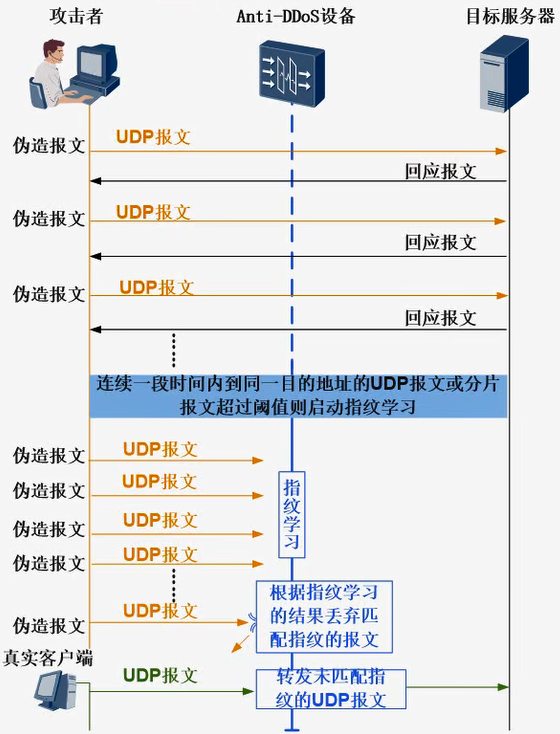 攻击者
Anti-DDoS设备
目标服务器
伪造报文
UDP报文
回应报文
伪造报文
UDP报文
回应报文
伪造报文
UDP报文
回应报文
连续一段时间内到同一目的地址的UDP报文或分片
报文超过阈值则启动指纹学习
伪造报文
UDP报文
伪造报文
UDP报文
指纹学习
伪造报文
UDP报文
伪造报文
UDP报文
根据指纹学习
的结果丢弃匹
配指纹的报文
伪造报文
UDP报文
真实客户端
UDP报文
转发未匹配指
纹的UDP报文